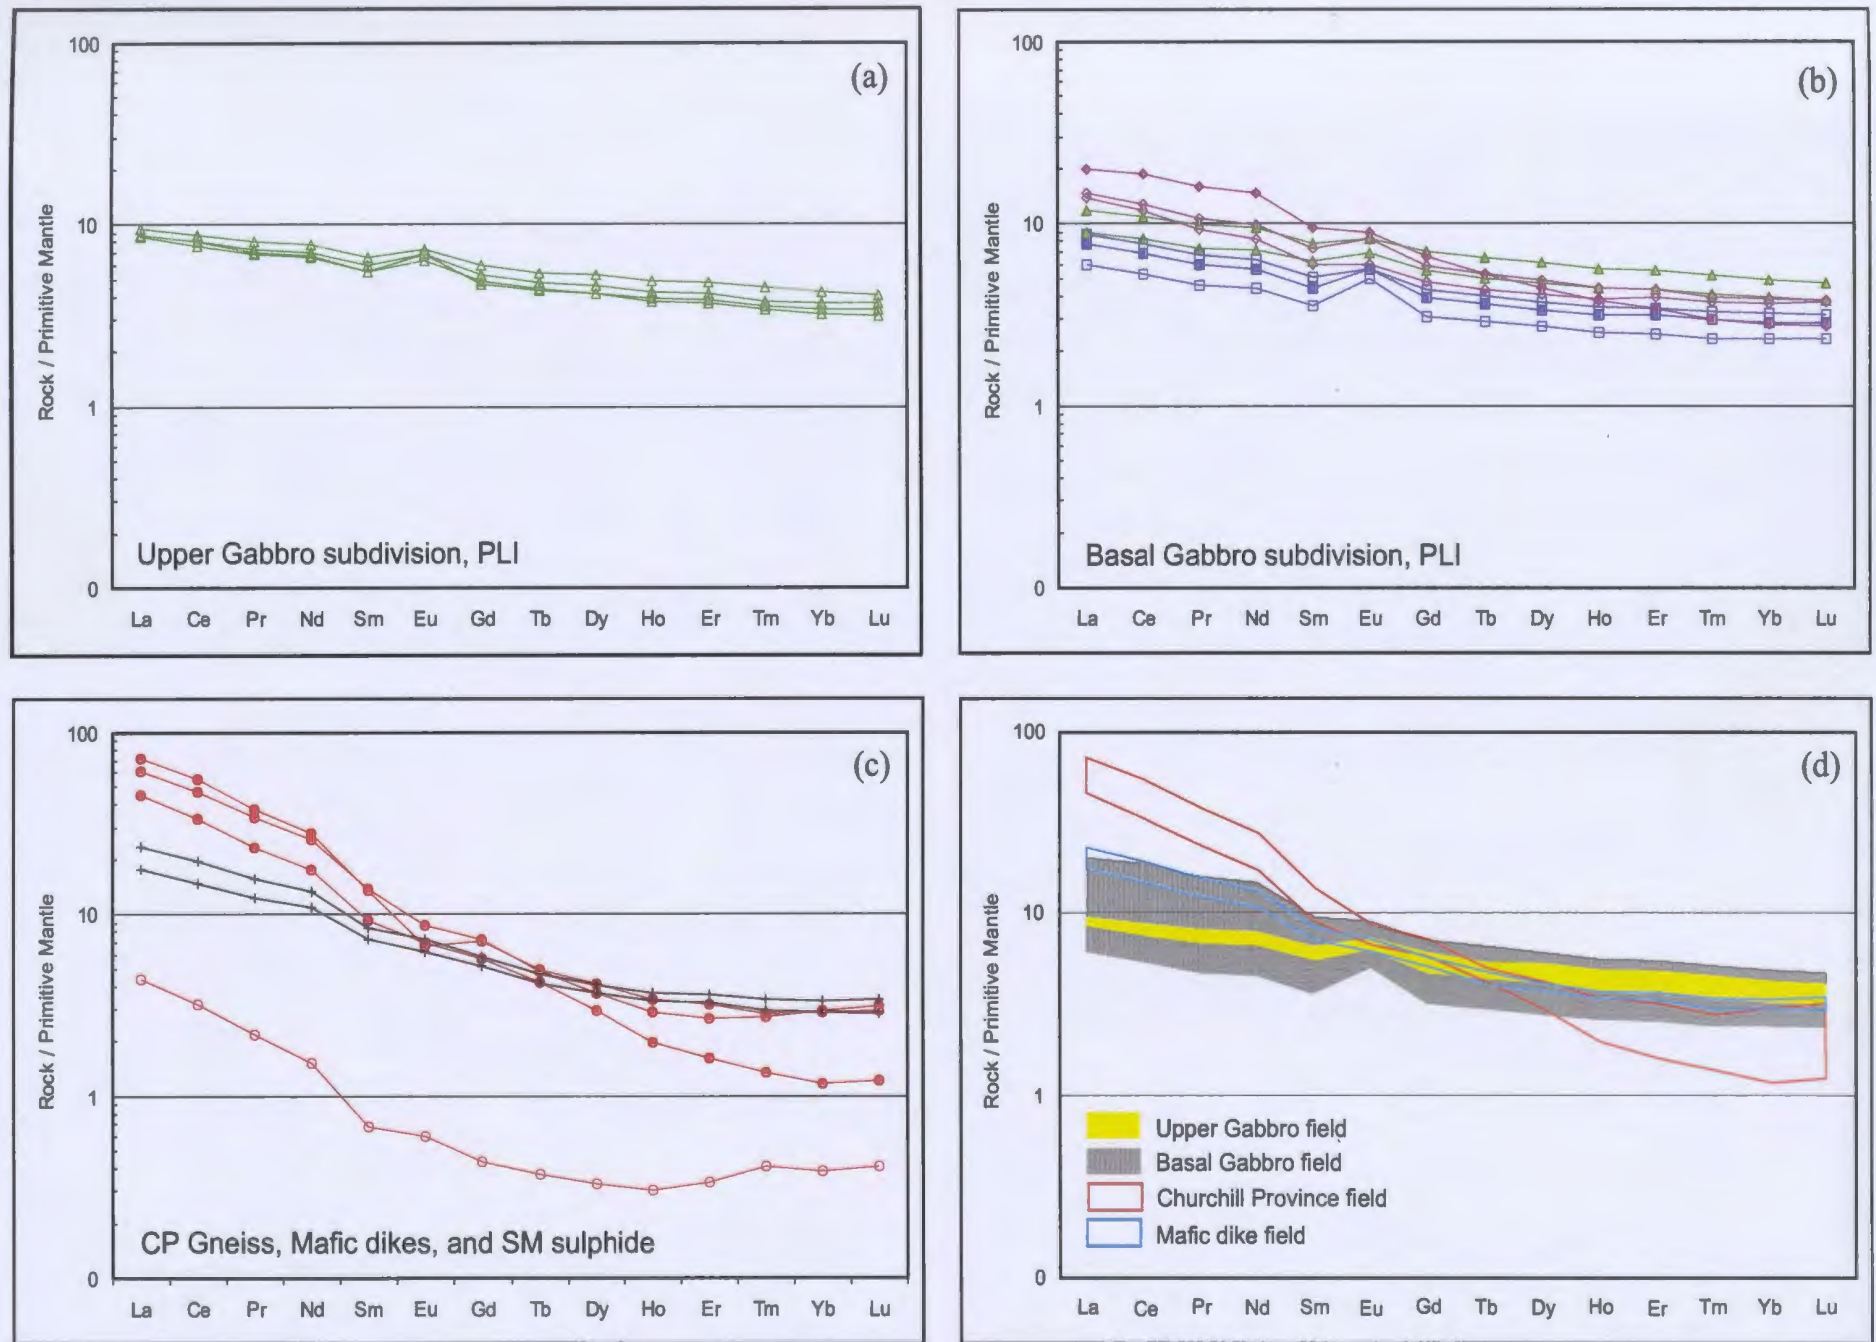 (a)
100
10
1
0
Rock / Primitive Mantle
Upper Gabbro subdivision, PLI
La Ce Pr Nd Sm Eu Gd Tb Dy Ho Er Tm Yb Lu
(b)
100
10
1
0
Rock / Primitive Mantle
Basal Gabbro subdivision, PLI
La Ce Pr Nd Sm Eu Gd Tb Dy Ho Er Tm Yb Lu
(c)
100
10
1
0
Rock / Primitive Mantle
CP Gneiss, Mafic dikes, and SM sulphide
La Ce Pr Nd Sm Eu Gd Tb Dy Ho Er Tm Yb Lu
(d)
100
10
1
0
Rock / Primitive Mantle
Upper Gabbro field
Basal Gabbro field
Churchill Province field
Mafic dike field
La Ce Pr Nd Sm Eu Gd Tb Dy Ho Er Tm Yb Lu